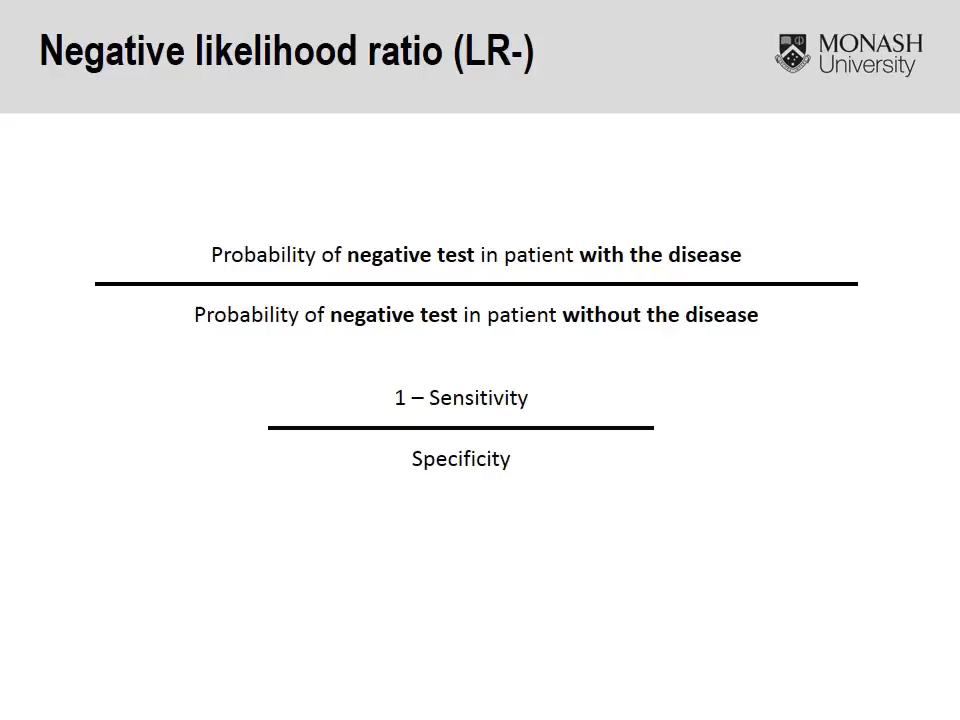 Negative likelihood ratio (LR-)
MONASH
University
Probability of negative test in patient with the disease
Probability of negative test in patient without the disease
1 – Sensitivity
Specificity